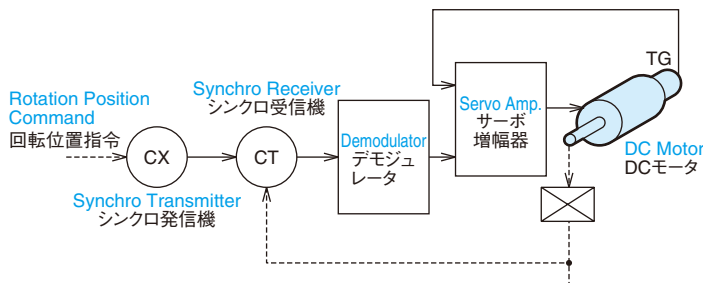 Rotation Position
Command
回転位置指令
CX
Synchro Transmitter
シンクロ発信機
Synchro Receiver
シンクロ受信機
CT
Demodulator
デモジュ
レータ
Servo Amp.
サーボ
増幅器
TG
DC Motor
DCモータ